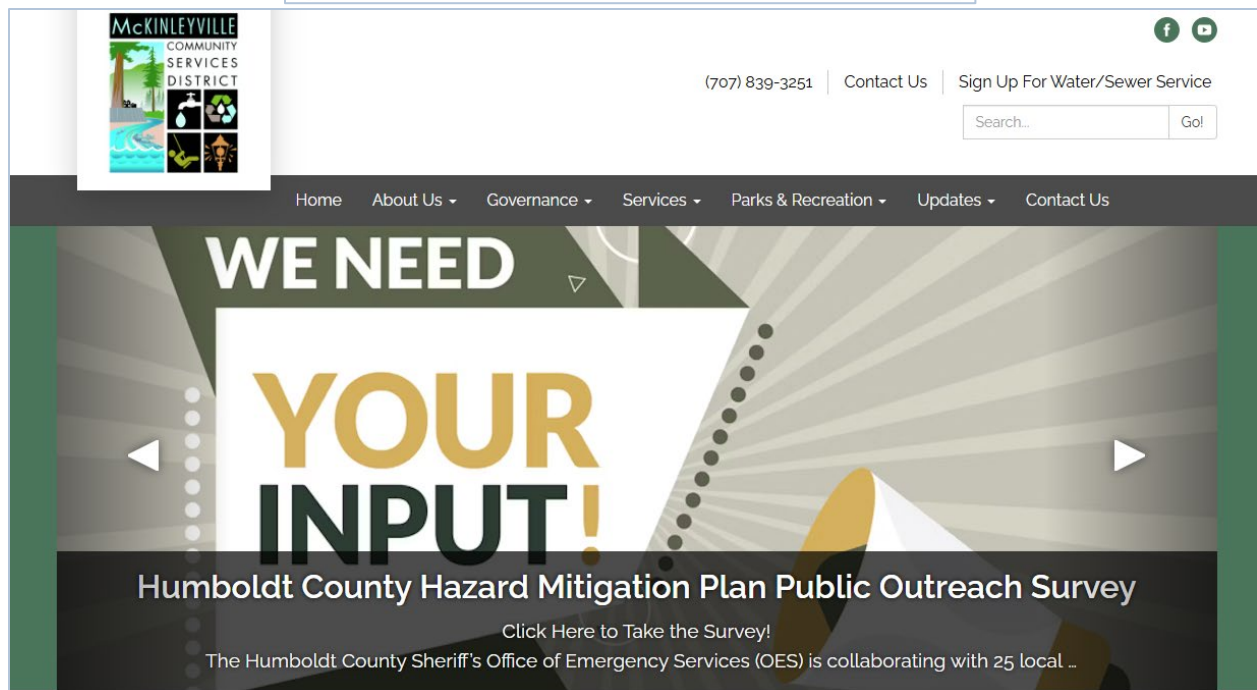 McKINLEYVILLE
COMMUNITY
SERVICES
DISTRICT
(707) 839-3251
Contact Us
Sign Up For Water/Sewer Service
Search...
Go!
Home
About Us
Governance
Services
Parks & Recreation
Updates
Contact Us
WE NEED
YOUR
INPUT!
Humboldt County Hazard Mitigation Plan Public Outreach Survey
Click Here to Take the Survey!
The Humboldt County Sheriff's Office of Emergency Services (OES) is collaborating with 25 local ...